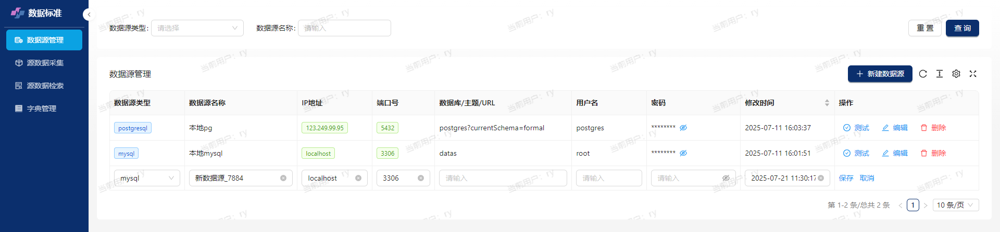 数据标准
数据源管理
源数据采集
源数据检索
字典管理
数据源类型: 请选择 数据源名称: 请输入 重 置 查 询
数据源管理 新建数据源
数据源类型 数据源名称 IP地址 端口号 数据库/主题/URL 用户名 密码 修改时间 操作
postgresql 本地pg 123.249.99.95 5432 postgres?currentSchema=formal postgres ******** 2025-07-11 16:03:37 测试 编辑 删除
mysql 本地mysql localhost 3306 datas root ******** 2025-07-11 16:01:51 测试 编辑 删除
mysql 新数据源_7884 localhost 3306 请输入 请输入 请输入 2025-07-21 11:30:17 保存 取消
第 1-2 条/总共 2 条 1 10 条/页
当前用户：ry